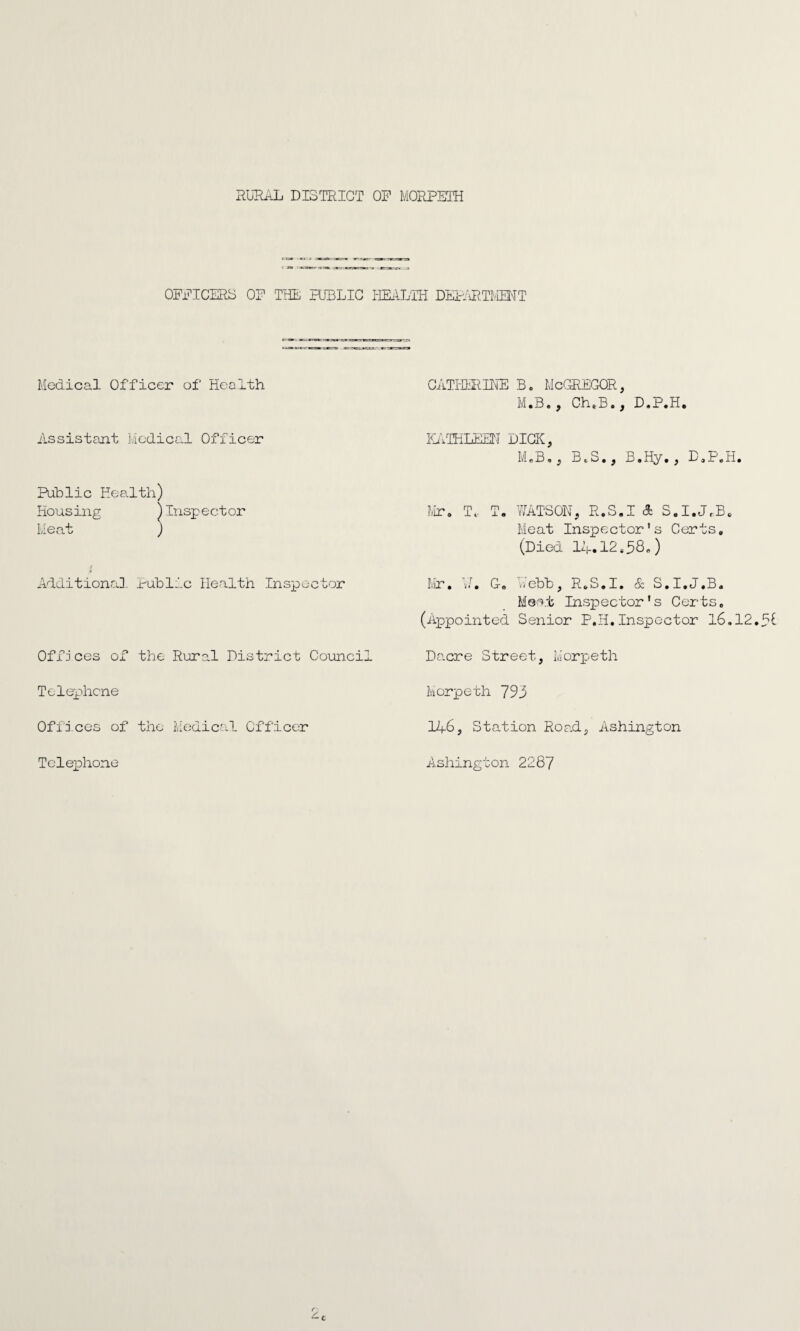 RURAL DISTRICT OF MORPETH
OFFICERS OF THE PUBLIC HEALTH DEPARTMENT
Medical Officer of Health CATHERINE B. McGREGOR,
M.B., Ch.B., D.P.H.
Assistant Medical Officer KATHLEEN DICK,
M.B., B.S., B.Hy., D.P.H.
Public Health)
Housing )Inspector Mr. T. T. WATSON, R.S.I & S.I.J.B.
Meat ) Meat Inspector's Certs.
(Died 14.12.58.)
Additional Public Health Inspector Mr. W. G. Webb, R.S.I. & S.I.J.B.
Meat Inspector's Certs.
(Appointed Senior P.H.Inspector 16.12.5
Offices of the Rural District Council Dacre Street, Morpeth
Telephone Morpeth 793
Offices of the Medical Officer 146, Station Road, Ashington
Telephone Ashington 2287
2.